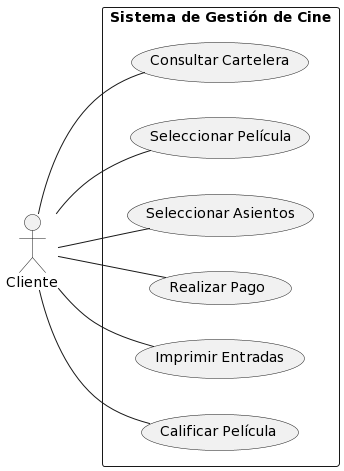 Sistema de Gestión de Cine
Consultar Cartelera
Seleccionar Película
Seleccionar Asientos
Cliente
Realizar Pago
Imprimir Entradas
Calificar Película